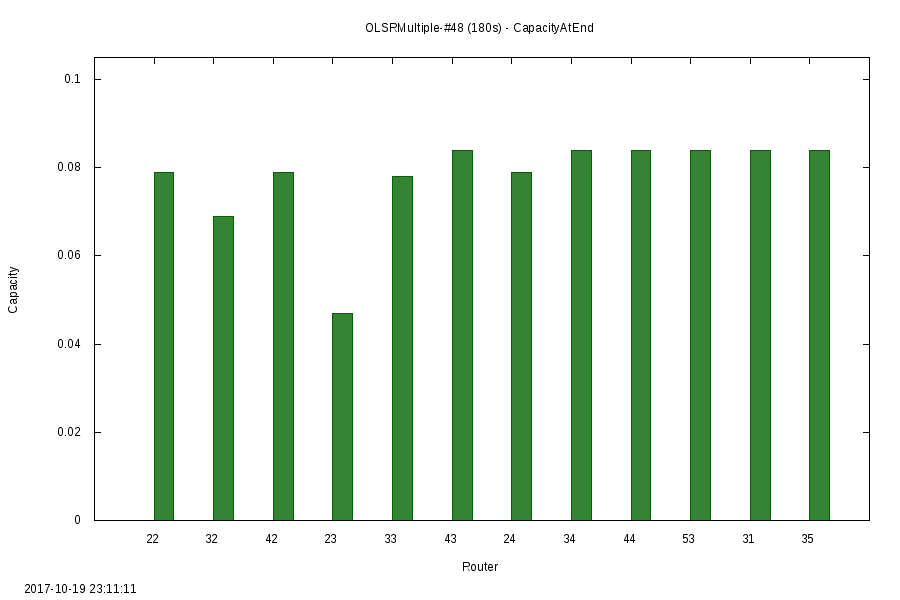 OLSRMultiple-#48 (180s) - CapacityAtEnd
0.1
0.08
0.06
0.04
0.02
0
Capacity
22 32 42 23 33 43 24 34 44 53 31 35
Router
2017-10-19 23:11:11